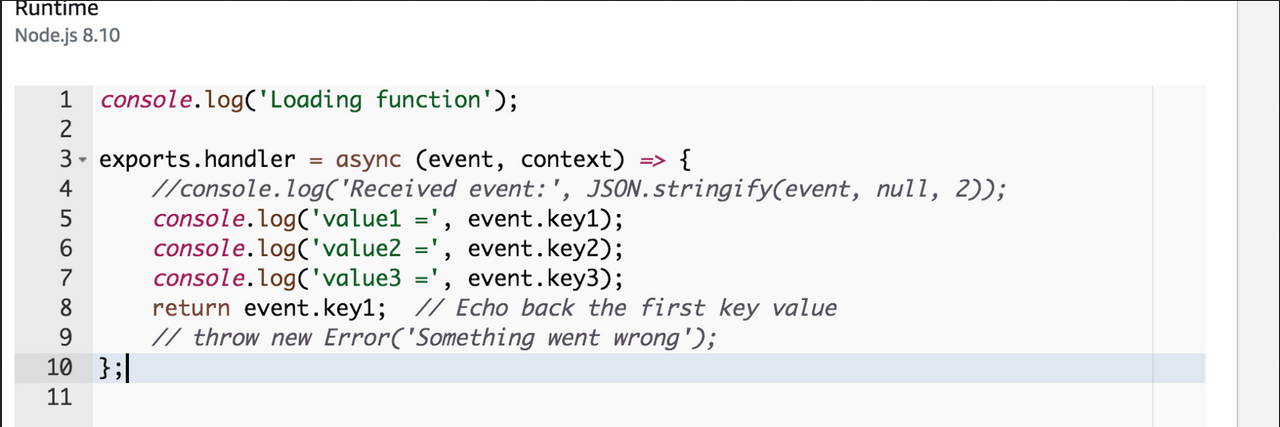 Runtime
Node.js 8.10
1 console.log('Loading function');
2
3 exports.handler = async (event, context) => {
4     //console.log('Received event:', JSON.stringify(event, null, 2));
5     console.log('value1 =', event.key1);
6     console.log('value2 =', event.key2);
7     console.log('value3 =', event.key3);
8     return event.key1;  // Echo back the first key value
9     // throw new Error('Something went wrong');
10 };
11